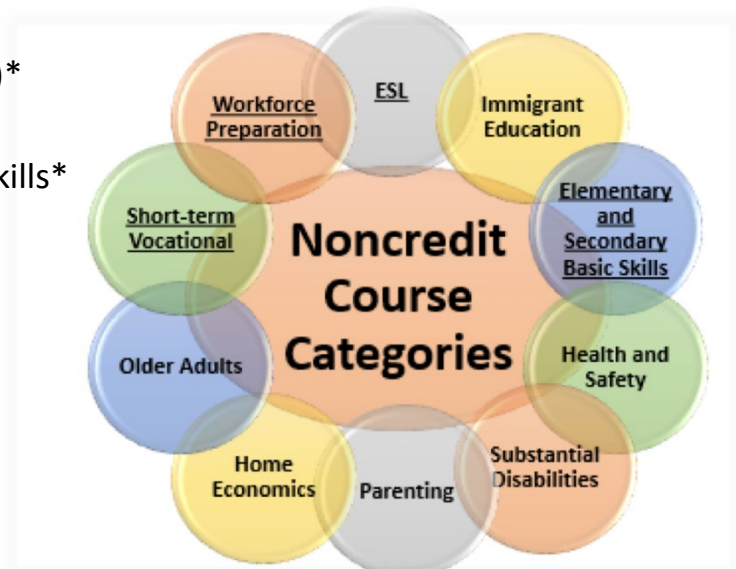 )*
kills*
ESL
Immigrant
Education
Elementary
and
Secondary
Basic Skills
Health and
Safety
Substantial
Disabilities
Parenting
Home
Economics
Older Adults
Short-term
Vocational
Workforce
Preparation
Noncredit
Course
Categories